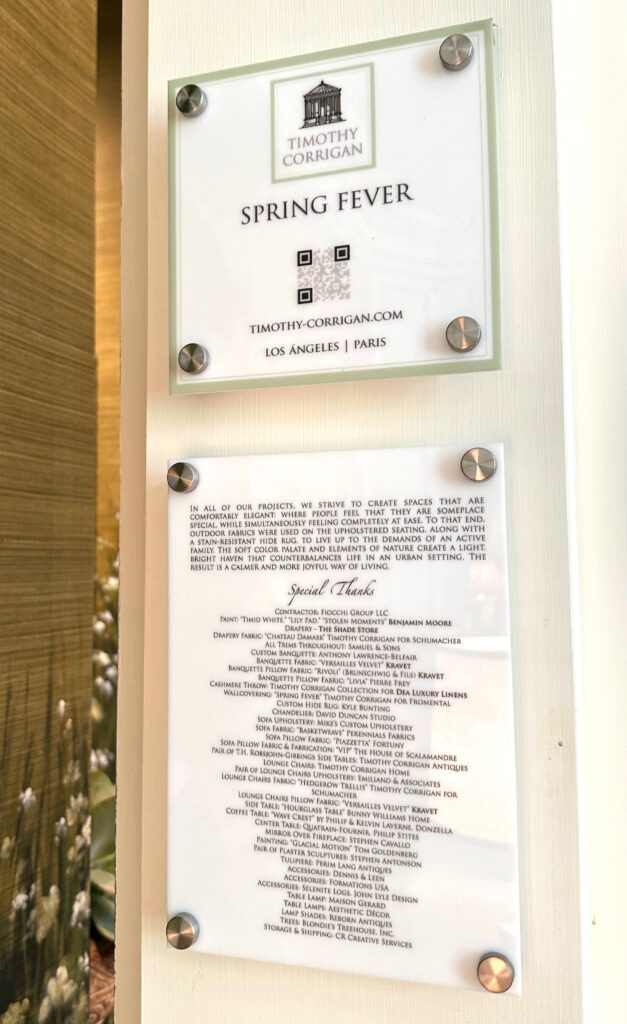 TIMOTHY
CORRIGAN
SPRING FEVER
TIMOTHY-CORRIGAN.COM
LOS ÁNGELES | PARIS
IN ALL OF OUR PROJECTS, WE STRIVE TO CREATE SPACES THAT ARE
COMFORTABLY ELEGANT: WHERE PEOPLE FEEL THAT THEY ARE SOMEPLACE
SPECIAL, WHILE SIMULTANEOUSLY FEELING COMPLETELY AT EASE. TO THAT END,
OUTDOOR FABRICS WERE USED ON THE UPHOLSTERED SEATING, ALONG WITH
A STAIN-RESISTANT HIDE RUG, TO LIVE UP TO THE DEMANDS OF AN ACTIVE
FAMILY. THE SOFT COLOR PALATE AND ELEMENTS OF NATURE CREATE A LIGHT,
BRIGHT HAVEN THAT COUNTERBALANCES LIFE IN AN URBAN SETTING. THE
RESULT IS A CALMER AND MORE JOYFUL WAY OF LIVING.
Special Thanks
CONTRACTOR: FIOCCHI GROUP LLC
PAINT: "TIMID WHITE," "LILY PAD," "STOLEN MOMENTS" BENJAMIN MOORE
DRAPERY - THE SHADE STORE
DRAPERY FABRIC: "CHATEAU DAMASK" TIMOTHY CORRIGAN FOR SCHUMACHER
ALL TRIMS THROUGHOUT: SAMUEL & SONS
CUSTOM BANQUETTE: ANTHONY LAWRENCE-BELFAIR
BANQUETTE FABRIC: "VERSAILLES VELVET" KRAVET
BANQUETTE PILLOW FABRIC: "RIVOLI" (BRUNSCHWIG & FILS) KRAVET
BANQUETTE PILLOW FABRIC: "LIVIA" PIERRE FREY
CASHMERE THROW: TIMOTHY CORRIGAN COLLECTION FOR DEA LUXURY LINENS
WALLCOVERING: "SPRING FEVER" TIMOTHY CORRIGAN FOR FROMENTAL
CUSTOM HIDE RUG: KYLE BUNTING
CHANDELIER: DAVID DUNCAN STUDIO
SOFA UPHOLSTERY: MIKE'S CUSTOM UPHOLSTERY
SOFA FABRIC: "BASKETWEAVE" PERENNIALS FABRICS
SOFA PILLOW FABRIC: "PIAZZETTA" FORTUNY
SOFA PILLOW FABRIC & FABRICATION: "VIP" THE HOUSE OF SCALAMANDRE
PAIR OF T.H. ROBSJOHN-GIBBINGS SIDE TABLES: TIMOTHY CORRIGAN ANTIQUES
LOUNGE CHAIRS: TIMOTHY CORRIGAN HOME
PAIR OF LOUNGE CHAIRS UPHOLSTERY: EMILIANO & ASSOCIATES
LOUNGE CHAIRS FABRIC: "HEDGEROW TRELLIS" TIMOTHY CORRIGAN FOR
SCHUMACHER
LOUNGE CHAIRS PILLOW FABRIC: "VERSAILLES VELVET" KRAVET
SIDE TABLE: "HOURGLASS TABLE" BUNNY WILLIAMS HOME
COFFEE TABLE: "WAVE CREST" BY PHILIP & KELVIN LAVERNE, DONZELLA
CENTER TABLE: QUATRAIN-FOURNIR, PHILIP STITES
MIRROR OVER FIREPLACE: STEPHEN CAVALLO
PAINTING: "GLACIAL MOTION" TOM GOLDENBERG
PAIR OF PLASTER SCULPTURES: STEPHEN ANTONSON
TULIPIERE: PERIM LANG ANTIQUES
ACCESSORIES: DENNIS & LEEN
ACCESSORIES: FORMATIONS USA
ACCESSORIES: SELENITE LOGS, JOHN LYLE DESIGN
TABLE LAMP: MAISON GERARD
TABLE LAMPS: AESTHETIC DÉCOR
LAMP SHADES: REBORN ANTIQUES
TREES: BLONDIE'S TREEHOUSE, INC.
STORAGE & SHIPPING: CR CREATIVE SERVICES